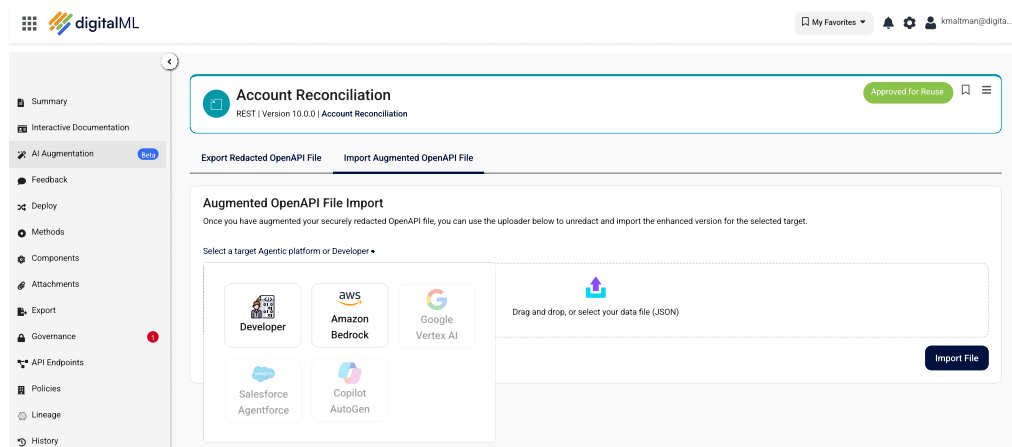 digitalML
My Favorites
kmaltman@digita...
Summary
Interactive Documentation
AI Augmentation
Beta
Feedback
Deploy
Methods
Components
Attachments
Export
Governance
1
API Endpoints
Policies
Lineage
History
Account Reconciliation
REST | Version 10.0.0 | Account Reconciliation
Approved for Reuse
Export Redacted OpenAPI File
Import Augmented OpenAPI File
Augmented OpenAPI File Import
Once you have augmented your securely redacted OpenAPI file, you can use the uploader below to unredact and import the enhanced version for the selected target.
Select a target Agentic platform or Developer
Developer
aws
Amazon
Bedrock
Google
Vertex AI
Salesforce
Agentforce
Copilot
AutoGen
Drag and drop, or select your data file (JSON)
Import File